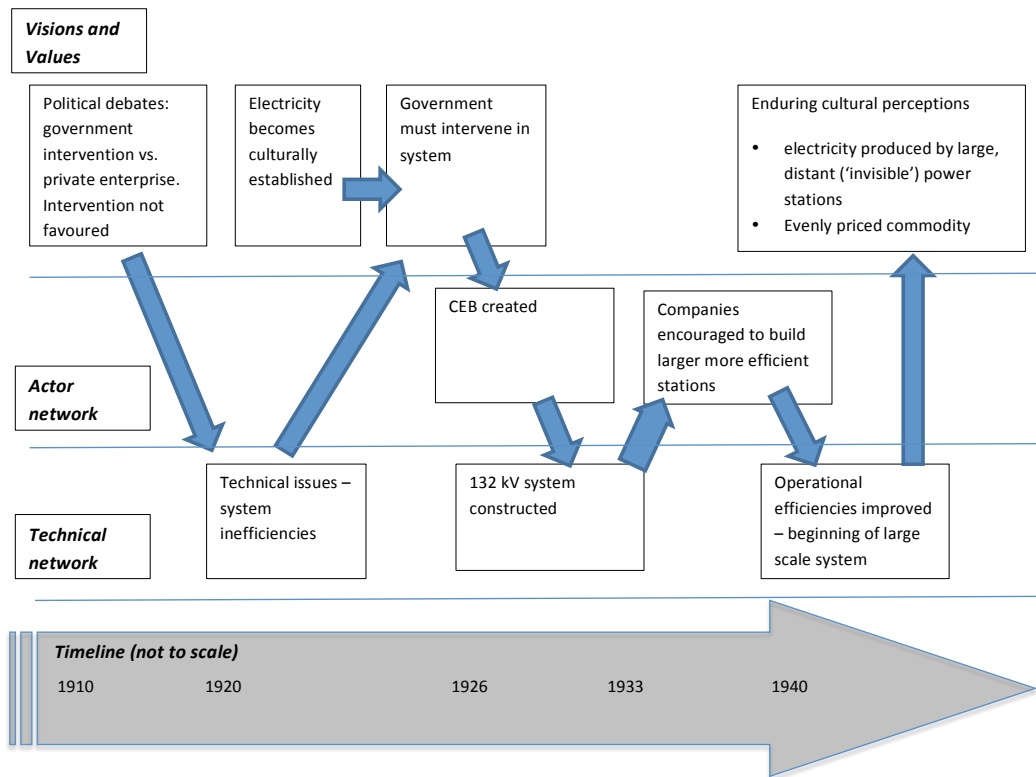 Visions and
Values
Political debates:
government
intervention vs.
private enterprise.
Intervention not
favoured
Electricity
becomes
culturally
established
Government
must intervene in
system
Enduring cultural perceptions
• electricity produced by large,
distant (‘invisible’) power
stations
• Evenly priced commodity
Actor
network
CEB created
Companies
encouraged to build
larger more efficient
stations
Technical
network
Technical issues –
system
inefficiencies
132 kV system
constructed
Operational
efficiencies improved
– beginning of large
scale system
Timeline (not to scale)
1910 1920 1926 1933 1940